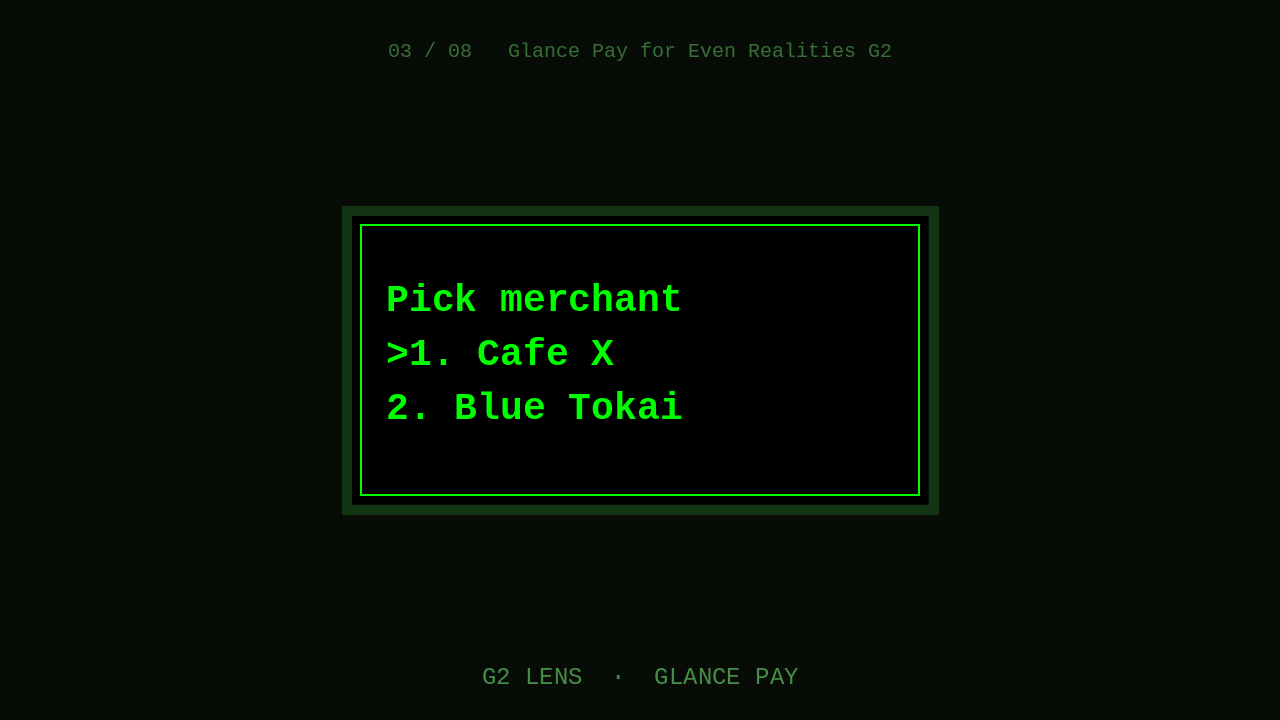 03 / 08   Glance Pay for Even Realities G2
Pick merchant
>1. Cafe X
2. Blue Tokai
G2 LENS  ·  GLANCE PAY